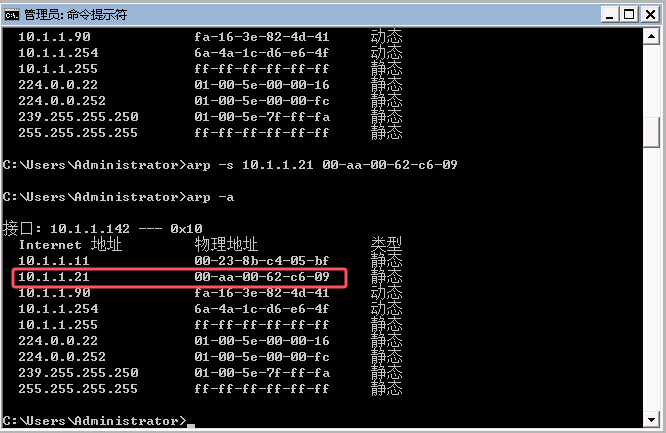 管理员: 命令提示符
10.1.1.90 fa-16-3e-82-4d-41 动态
10.1.1.254 6a-4a-1c-d6-e6-4f 动态
10.1.1.255 ff-ff-ff-ff-ff-ff 静态
224.0.0.22 01-00-5e-00-00-16 静态
224.0.0.252 01-00-5e-00-00-fc 静态
239.255.255.250 01-00-5e-7f-ff-fa 静态
255.255.255.255 ff-ff-ff-ff-ff-ff 静态
C:\Users\Administrator>arp -s 10.1.1.21 00-aa-00-62-c6-09
C:\Users\Administrator>arp -a
接口: 10.1.1.142 --- 0x10
Internet 地址 物理地址 类型
10.1.1.11 00-23-8b-c4-05-bf 静态
10.1.1.21 00-aa-00-62-c6-09 静态
10.1.1.90 fa-16-3e-82-4d-41 动态
10.1.1.254 6a-4a-1c-d6-e6-4f 动态
10.1.1.255 ff-ff-ff-ff-ff-ff 静态
224.0.0.22 01-00-5e-00-00-16 静态
224.0.0.252 01-00-5e-00-00-fc 静态
239.255.255.250 01-00-5e-7f-ff-fa 静态
255.255.255.255 ff-ff-ff-ff-ff-ff 静态
C:\Users\Administrator>